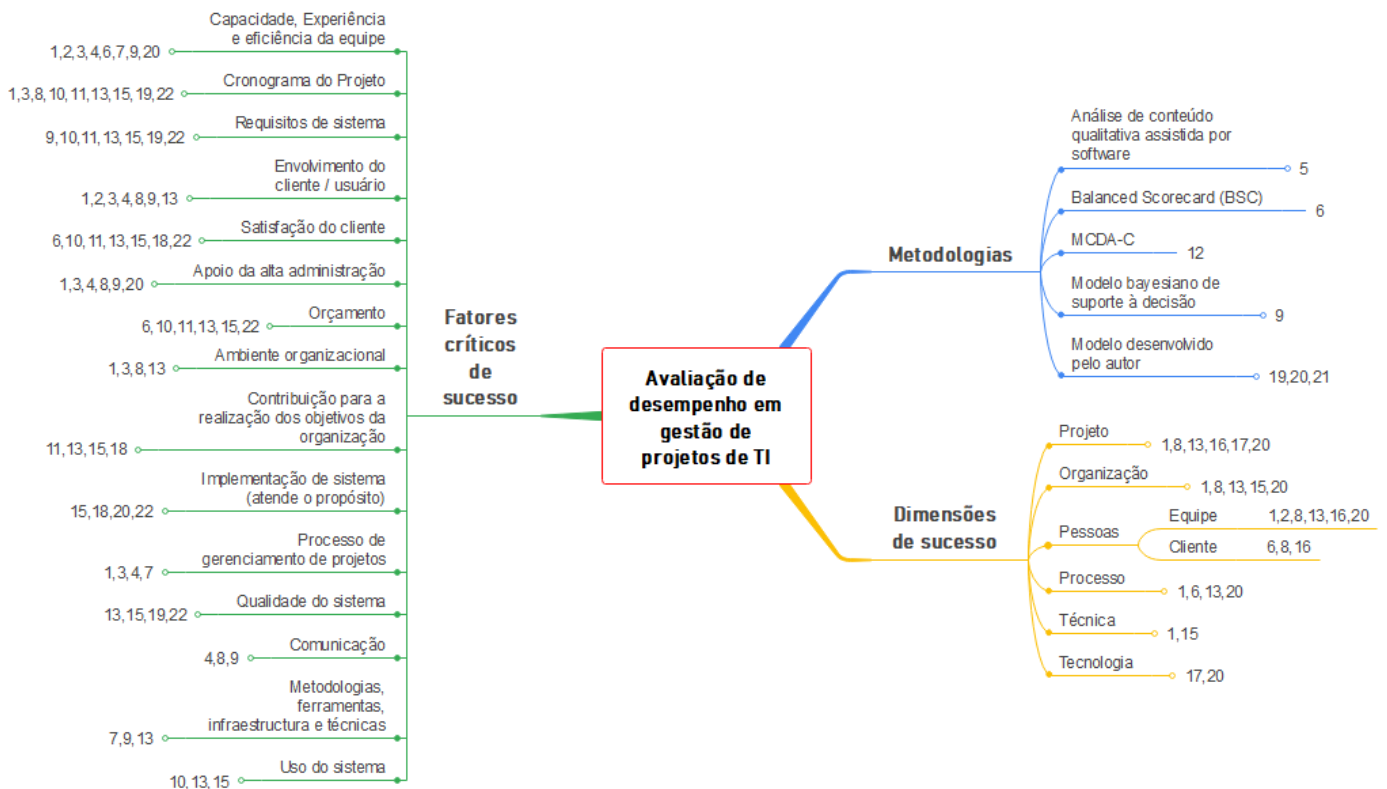 Capacidade, Experiência
e eficiência da equipe
1,2,3,4,6,7,9,20
Cronograma do Projeto
1,3,8, 10, 11,13,15, 19,22
Requisitos de sistema
9,10,11, 13,15,19,22
Envolvimento do
cliente / usuário
1,2,3,4,8,9,13
Satisfação do cliente
6,10,11,13,15,18,22
Apoio da alta administração
1,3,4,8,9,20
Orçamento
6,10,11,13,15,22
Ambiente organizacional
1,3,8,13
Contribuição para a
realização dos objetivos da
organização
11,13,15,18
Implementação de sistema
(atende o propósito)
15,18,20,22
Processo de
gerenciamento de projetos
1,3,4,7
Qualidade do sistema
13,15,19,22
Comunicação
4,8,9
Metodologias,
ferramentas,
infraestructura e técnicas
7,9,13
Uso do sistema
10,13,15
Fatores
críticos
de
sucesso
Avaliação de
desempenho em
gestão de
projetos de TI
Metodologias
Análise de conteúdo
qualitativa assistida por
software
5
Balanced Scorecard (BSC)
6
MCDA-C
12
Modelo bayesiano de
suporte à decisão
9
Modelo desenvolvido
pelo autor
19,20,21
Dimensões
de sucesso
Projeto
1,8,13,16,17,20
Organização
1,8,13,15,20
Pessoas
Equipe 1,2,8,13,16,20
Cliente 6,8,16
Processo
1,6,13,20
Técnica
1,15
Tecnologia
17,20